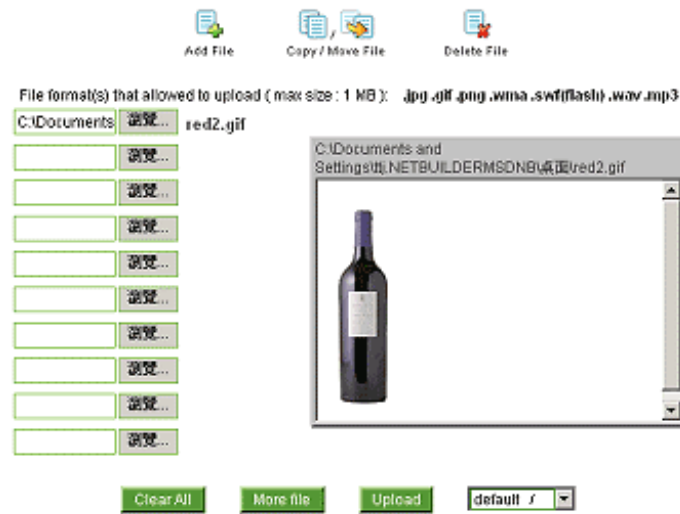 Add File
Copy / Move File
Delete File
File format(s) that allowed to upload ( max size : 1 MB ): .jpg .gif .png .wma .swf(flash) .wav .mp3
C:\Documents 瀏覽... red2.gif
瀏覽...
C:\Documents and
Settings\ttj.NETBUILDERMSDNB\桌面\red2.gif
瀏覽...
瀏覽...
瀏覽...
瀏覽...
瀏覽...
瀏覽...
瀏覽...
瀏覽...
Clear All
More file
Upload
default /